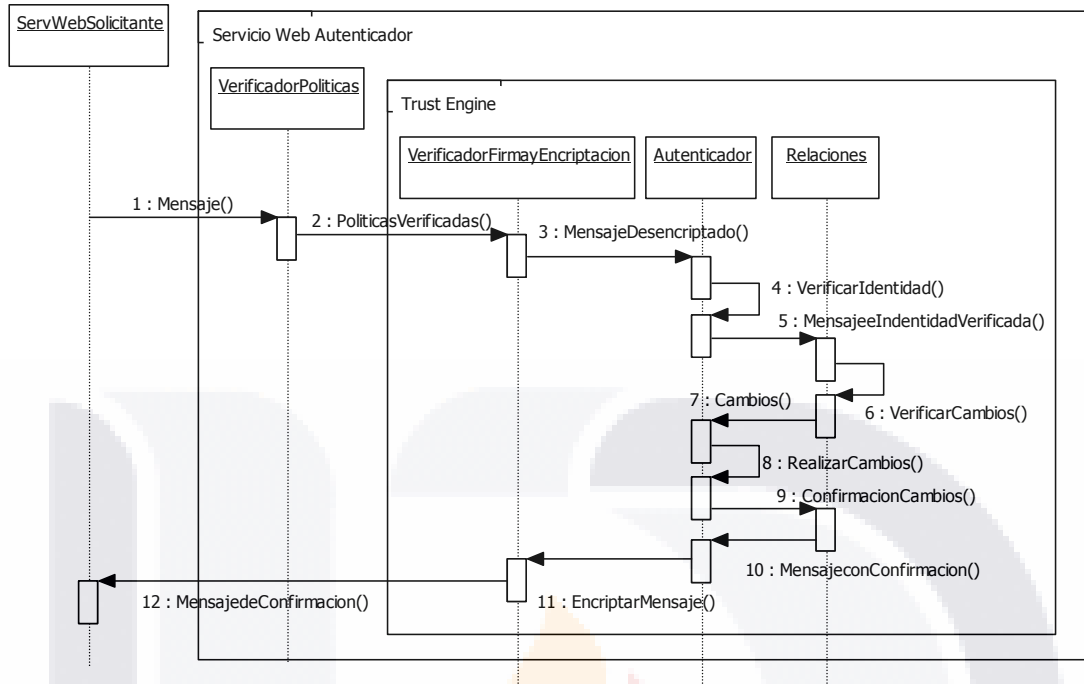 ServWebSolicitante
Servicio Web Autenticador
VerificadorPoliticas
Trust Engine
VerificadorFirmayEncriptacion
Autenticador
Relaciones
1 : Mensaje()
2 : PoliticasVerificadas()
3 : MensajeDesencriptado()
4 : VerificarIdentidad()
5 : MensajeeIndentidadVerificada()
6 : VerificarCambios()
7 : Cambios()
8 : RealizarCambios()
9 : ConfirmacionCambios()
10 : MensajeconConfirmacion()
11 : EncriptarMensaje()
12 : MensajedeConfirmacion()